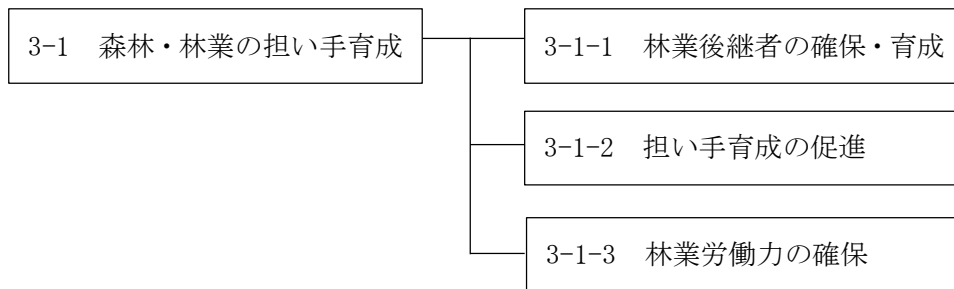 3-1　森林・林業の担い手育成
3-1-1　林業後継者の確保・育成
3-1-2　担い手育成の促進
3-1-3　林業労働力の確保